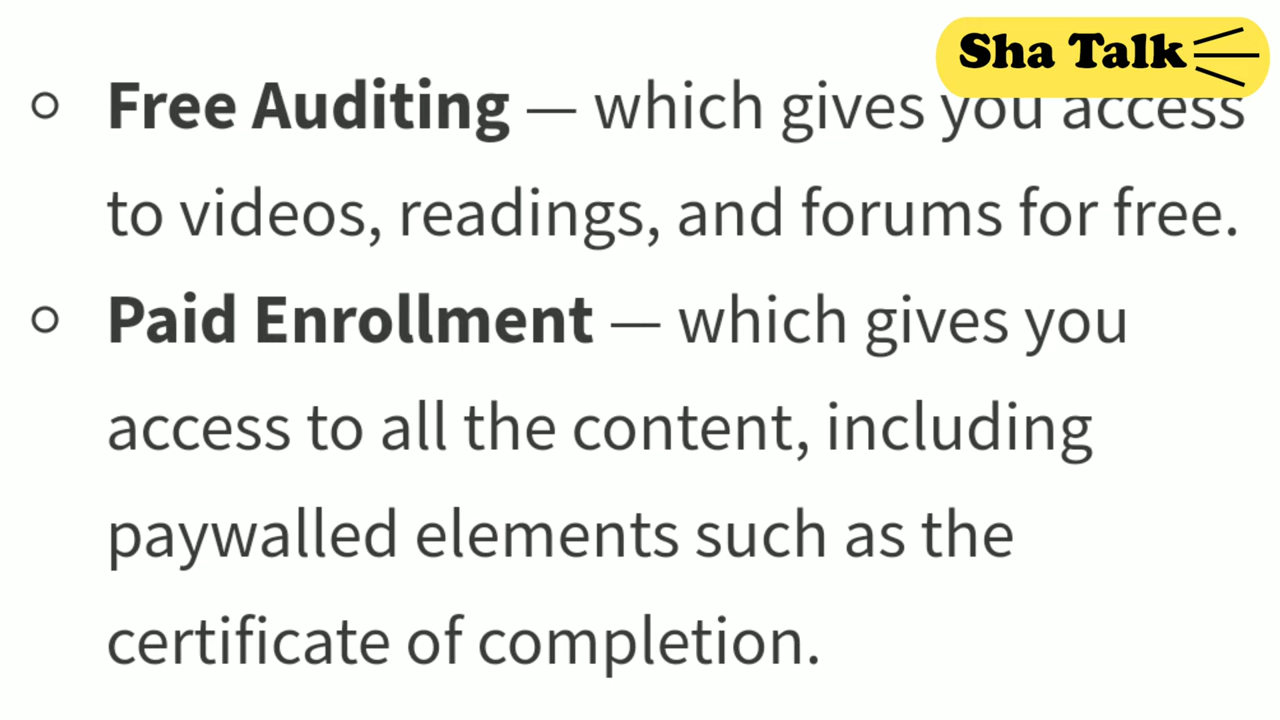 Sha Talk
Free Auditing — which gives you access
to videos, readings, and forums for free.
Paid Enrollment — which gives you
access to all the content, including
paywalled elements such as the
certificate of completion.